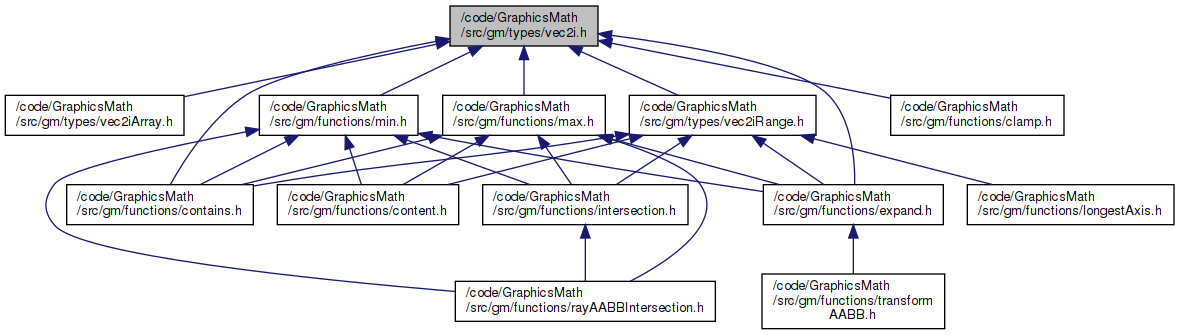 /code/GraphicsMath
/src/gm/types/vec2i.h
/code/GraphicsMath
/src/gm/types/vec2iArray.h
/code/GraphicsMath
/src/gm/functions/min.h
/code/GraphicsMath
/src/gm/functions/max.h
/code/GraphicsMath
/src/gm/types/vec2iRange.h
/code/GraphicsMath
/src/gm/functions/clamp.h
/code/GraphicsMath
/src/gm/functions/contains.h
/code/GraphicsMath
/src/gm/functions/content.h
/code/GraphicsMath
/src/gm/functions/intersection.h
/code/GraphicsMath
/src/gm/functions/expand.h
/code/GraphicsMath
/src/gm/functions/longestAxis.h
/code/GraphicsMath
/src/gm/functions/rayAABBIntersection.h
/code/GraphicsMath
/src/gm/functions/transform
AABB.h